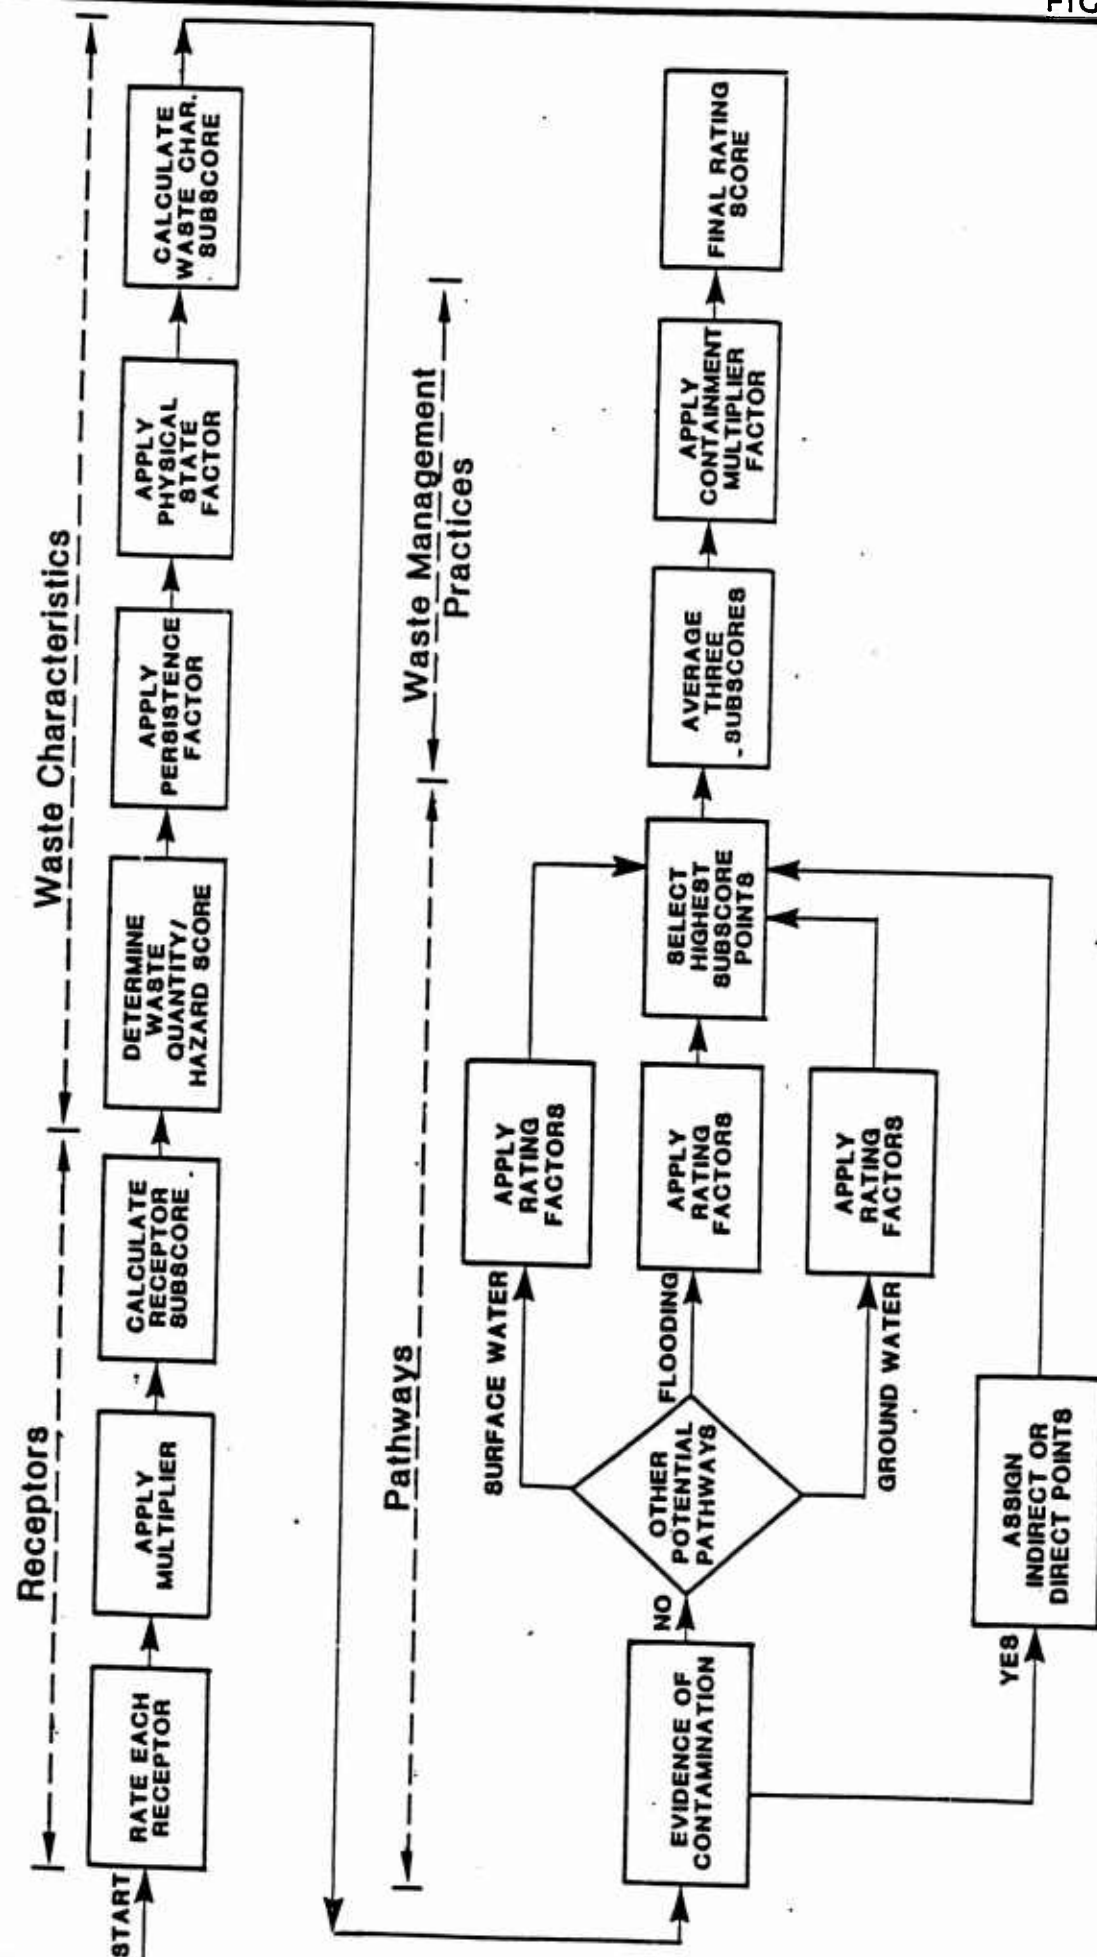 FIG
Receptors
Waste Characteristics
START
RATE EACH
RECEPTOR
APPLY
MULTIPLIER
CALCULATE
RECEPTOR
SUBSCORE
DETERMINE
WASTE
QUANTITY/
HAZARD SCORE
APPLY
PERSISTENCE
FACTOR
APPLY
PHYSICAL
STATE
FACTOR
CALCULATE
WASTE CHAR.
SUBSCORE
Pathways
Waste Management
Practices
EVIDENCE OF
CONTAMINATION
NO
YES
OTHER
POTENTIAL
PATHWAYS
SURFACE WATER
FLOODING
GROUND WATER
APPLY
RATING
FACTORS
APPLY
RATING
FACTORS
APPLY
RATING
FACTORS
ASSIGN
INDIRECT OR
DIRECT POINTS
SELECT
HIGHEST
SUBSCORE
POINTS
AVERAGE
THREE
SUBSCORES
APPLY
CONTAINMENT
MULTIPLIER
FACTOR
FINAL RATING
SCORE